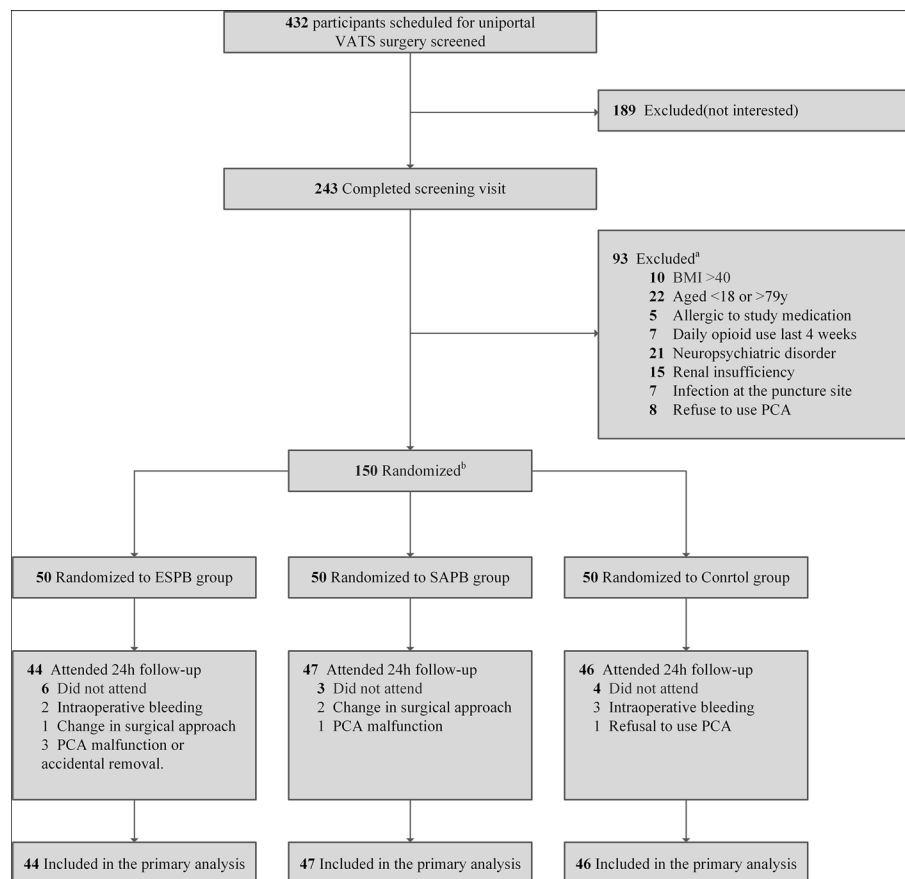 432 participants scheduled for uniportal
VATS surgery screened
189 Excluded(not interested)
243 Completed screening visit
93 Excludedᵃ
10 BMI >40
22 Aged <18 or >79y
5 Allergic to study medication
7 Daily opioid use last 4 weeks
21 Neuropsychiatric disorder
15 Renal insufficiency
7 Infection at the puncture site
8 Refuse to use PCA
150 Randomizedᵇ
50 Randomized to ESPB group
50 Randomized to SAPB group
50 Randomized to Conrtol group
44 Attended 24h follow-up
6 Did not attend
2 Intraoperative bleeding
1 Change in surgical approach
3 PCA malfunction or
accidental removal.
47 Attended 24h follow-up
3 Did not attend
2 Change in surgical approach
1 PCA malfunction
46 Attended 24h follow-up
4 Did not attend
3 Intraoperative bleeding
1 Refusal to use PCA
44 Included in the primary analysis
47 Included in the primary analysis
46 Included in the primary analysis